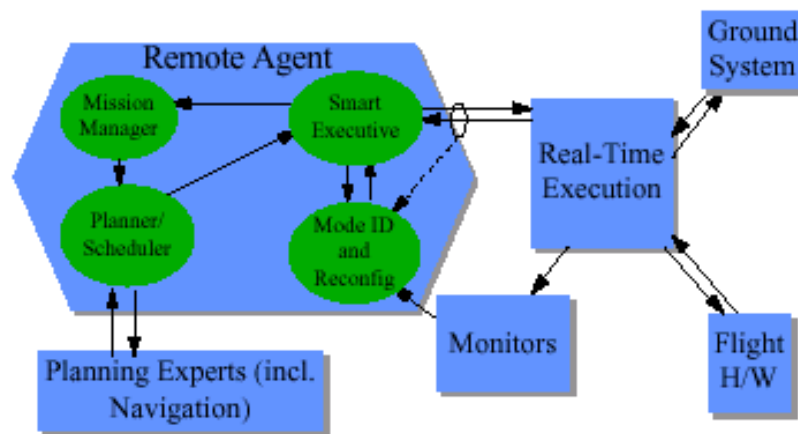 Remote Agent
Mission
Manager
Smart
Executive
Planner/
Scheduler
Mode ID
and
Reconfig
Planning Experts (incl.
Navigation)
Real-Time
Execution
Monitors
Ground
System
Flight
H/W